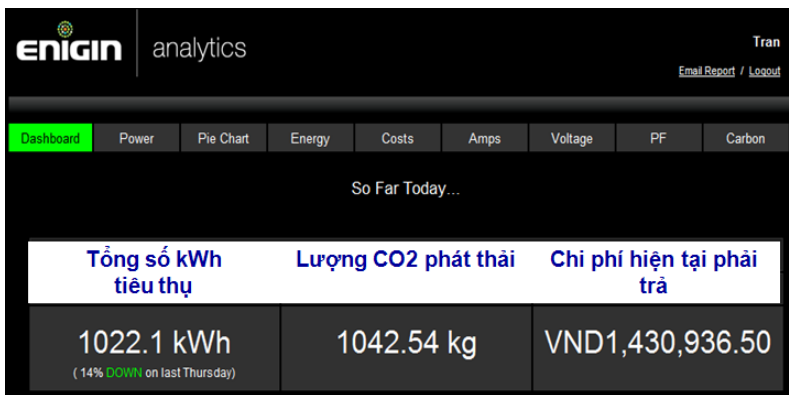 enigin analytics
Tran
Email Report / Logout
Dashboard Power Pie Chart Energy Costs Amps Voltage PF Carbon
So Far Today...
Tổng số kWh tiêu thụ
Lượng CO2 phát thải
Chi phí hiện tại phải trả
1022.1 kWh
( 14% DOWN on last Thursday)
1042.54 kg
VND1,430,936.50